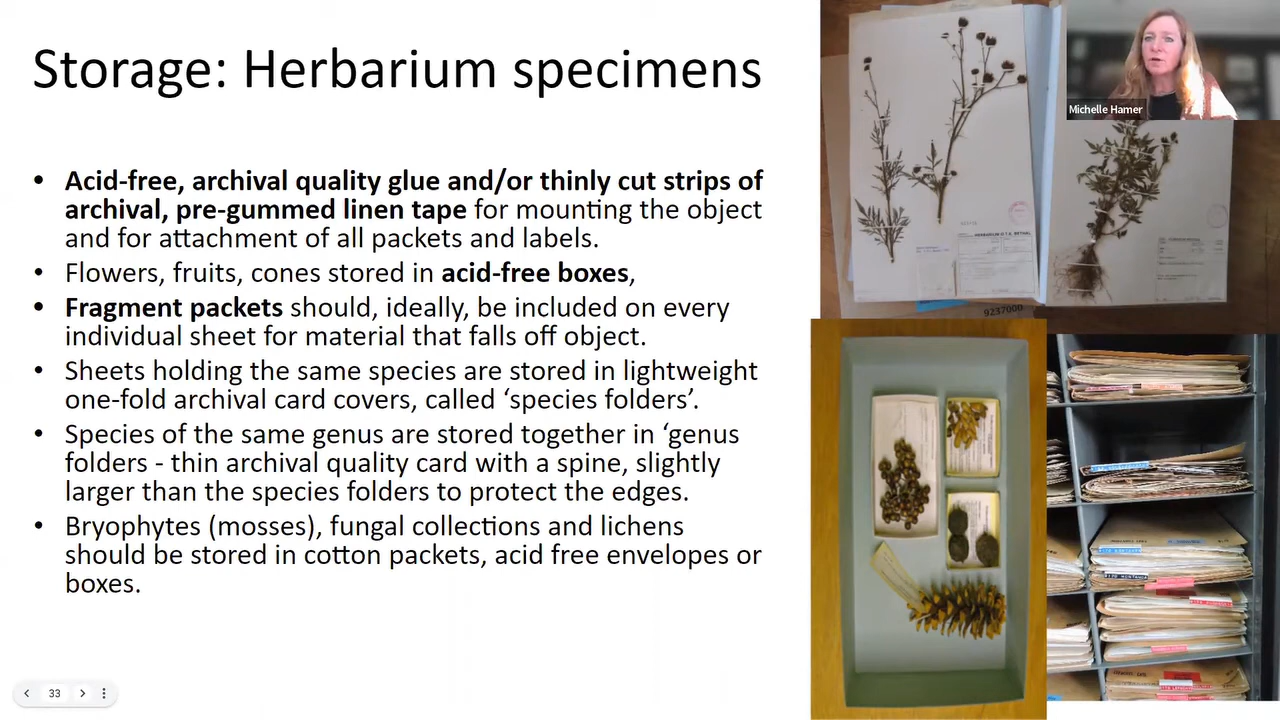 Storage: Herbarium specimens
• Acid-free, archival quality glue and/or thinly cut strips of
archival, pre-gummed linen tape for mounting the object
and for attachment of all packets and labels.
• Flowers, fruits, cones stored in acid-free boxes,
• Fragment packets should, ideally, be included on every
individual sheet for material that falls off object.
• Sheets holding the same species are stored in lightweight
one-fold archival card covers, called ‘species folders’.
• Species of the same genus are stored together in ‘genus
folders - thin archival quality card with a spine, slightly
larger than the species folders to protect the edges.
• Bryophytes (mosses), fungal collections and lichens
should be stored in cotton packets, acid free envelopes or
boxes.
33
Michelle Hamer
9237000